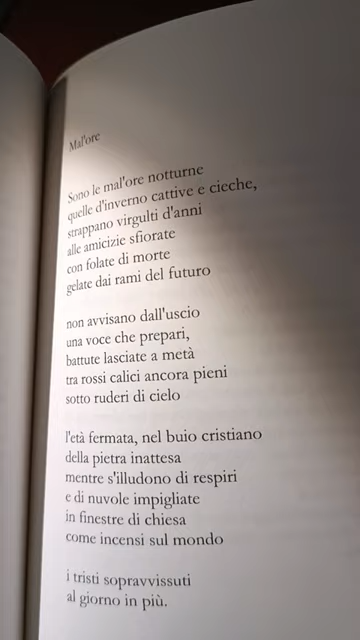 Mal'ore
Sono le mal'ore notturne
quelle d'inverno cattive e cieche,
strappano virgulti d'anni
alle amicizie sfiorate
con folate di morte
gelate dai rami del futuro
non avvisano dall'uscio
una voce che prepari,
battute lasciate a metà
tra rossi calici ancora pieni
sotto ruderi di cielo
l'età fermata, nel buio cristiano
della pietra inattesa
mentre s'illudono di respiri
e di nuvole impigliate
in finestre di chiesa
come incensi sul mondo
i tristi sopravvissuti
al giorno in più.